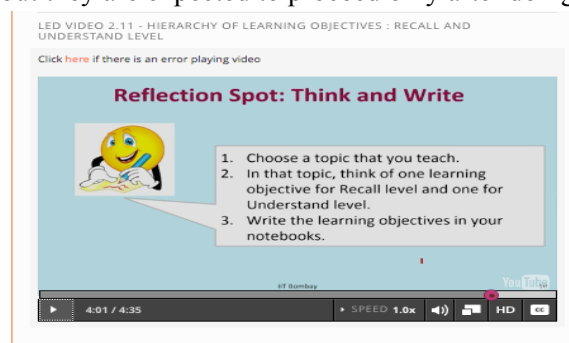 LED VIDEO 2.11 - HIERARCHY OF LEARNING OBJECTIVES : RECALL AND
UNDERSTAND LEVEL
Click here if there is an error playing video
Reflection Spot: Think and Write
1. Choose a topic that you teach.
2. In that topic, think of one learning
objective for Recall level and one for
Understand level.
3. Write the learning objectives in your
notebooks.
IIT Bombay
YouTube
4:01 / 4:35
SPEED 1.0x
HD
CC